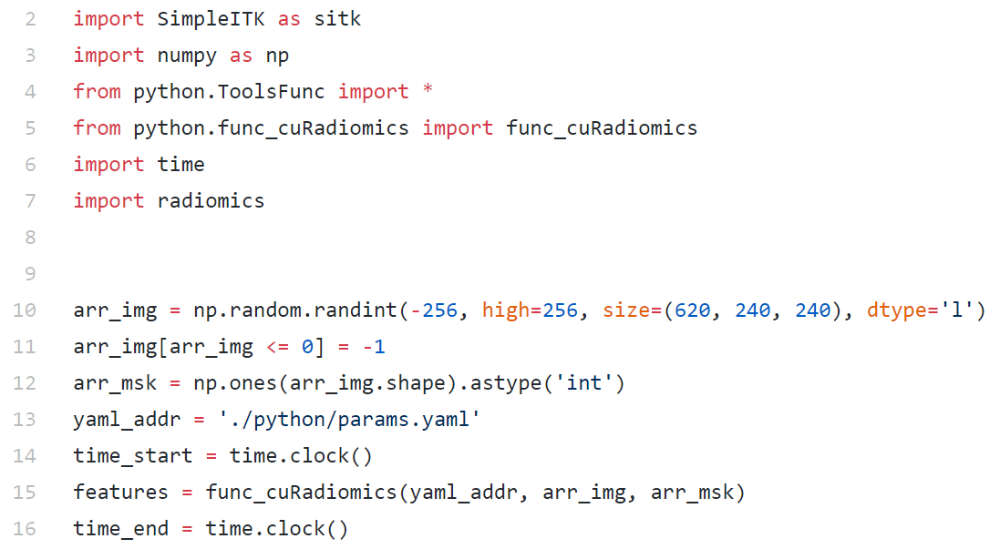 2 import SimpleITK as sitk
3 import numpy as np
4 from python.ToolsFunc import *
5 from python.func_cuRadiomics import func_cuRadiomics
6 import time
7 import radiomics
8
9
10 arr_img = np.random.randint(-256, high=256, size=(620, 240, 240), dtype='l')
11 arr_img[arr_img <= 0] = -1
12 arr_msk = np.ones(arr_img.shape).astype('int')
13 yaml_addr = './python/params.yaml'
14 time_start = time.clock()
15 features = func_cuRadiomics(yaml_addr, arr_img, arr_msk)
16 time_end = time.clock()